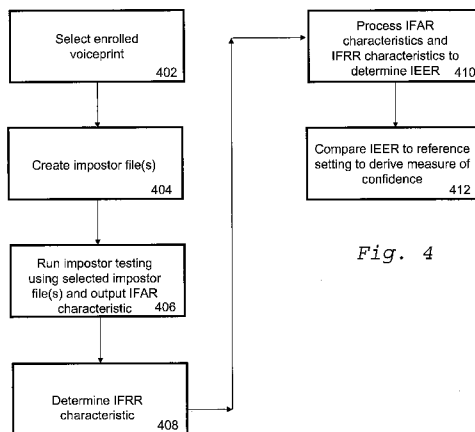 Select enrolled
voiceprint
402
Create impostor file(s)
404
Run impostor testing
using selected impostor
file(s) and output IFAR
characteristic 406
Determine IFRR
characteristic
408
Process IFAR
characteristics and
IFRR characteristics to
determine IEER 410
Compare IEER to reference
setting to derive measure of
confidence
412
Fig. 4